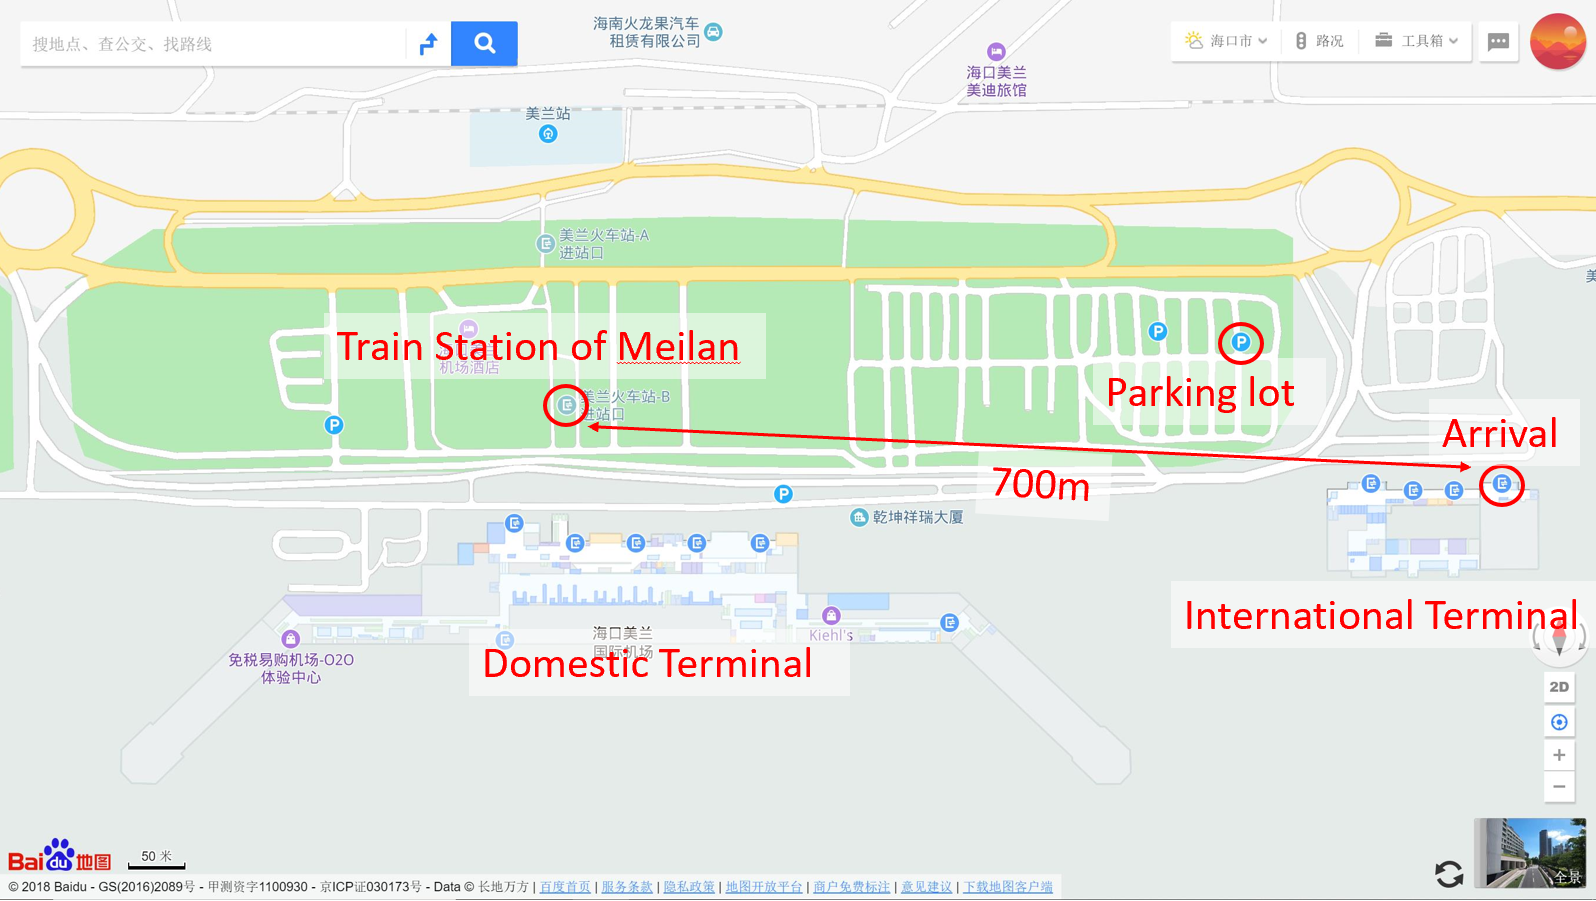 搜地点、查公交、找路线
海南火龙果汽车
租赁有限公司
海口市
路况
工具箱
海口美兰
美迪旅馆
美兰站
美兰火车站-A
进站口
Train Station of Meilan
机场酒店
P
P
Parking lot
美兰火车站-B
进站口
P
Arrival
700m
P
乾坤祥瑞大厦
International Terminal
海口美兰
国际机场
Kiehl's
Domestic Terminal
免税易购机场-O2O
体验中心
2D
Bai du 地图
50 米
全景
© 2018 Baidu - GS(2016)2089号 - 甲测资字1100930 - 京ICP证030173号 - Data © 长地万方 | 百度首页 | 服务条款 | 隐私政策 | 地图开放平台 | 商户免费标注 | 意见建议 | 下载地图客户端